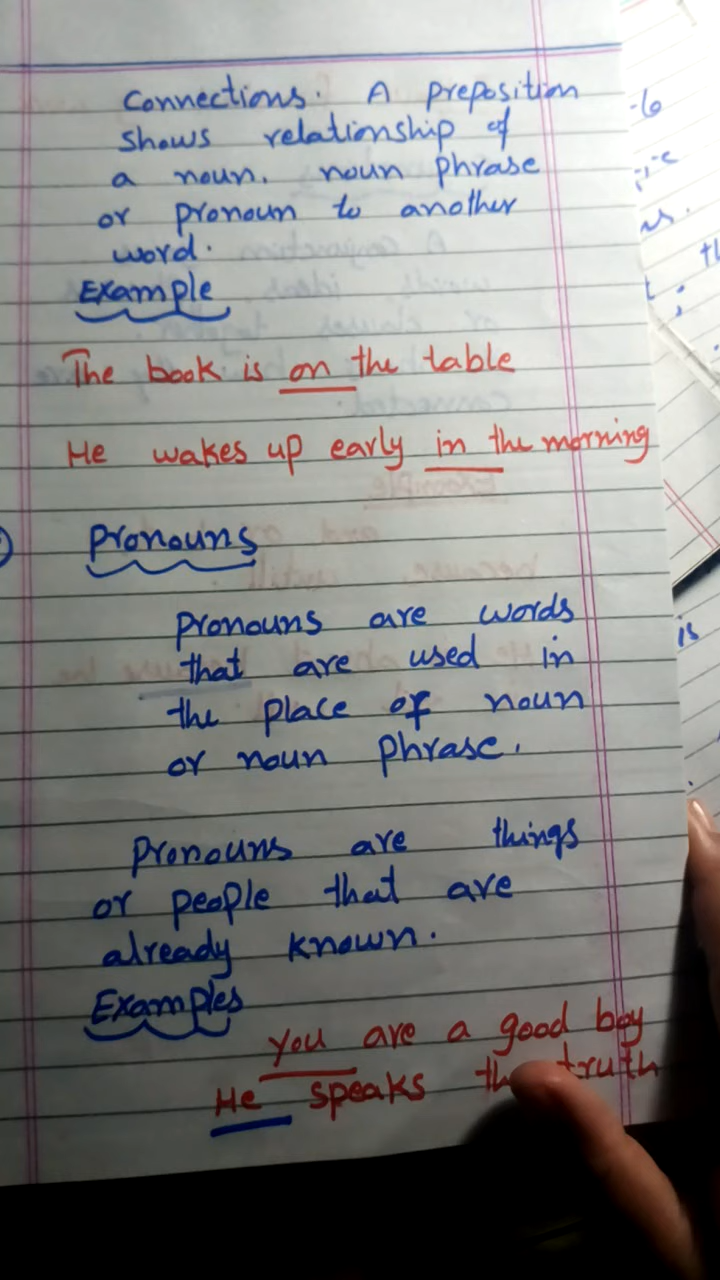 Connections. A preposition
shows relationship of
a noun. noun phrase
or pronoun to another
word.
Example
The book is on the table
He wakes up early in the morning
Pronouns
Pronouns are words
that are used in
the place of noun
or noun phrase.
Pronouns are things
or people that are
already known.
Examples
You are a good boy
He speaks the truth
is